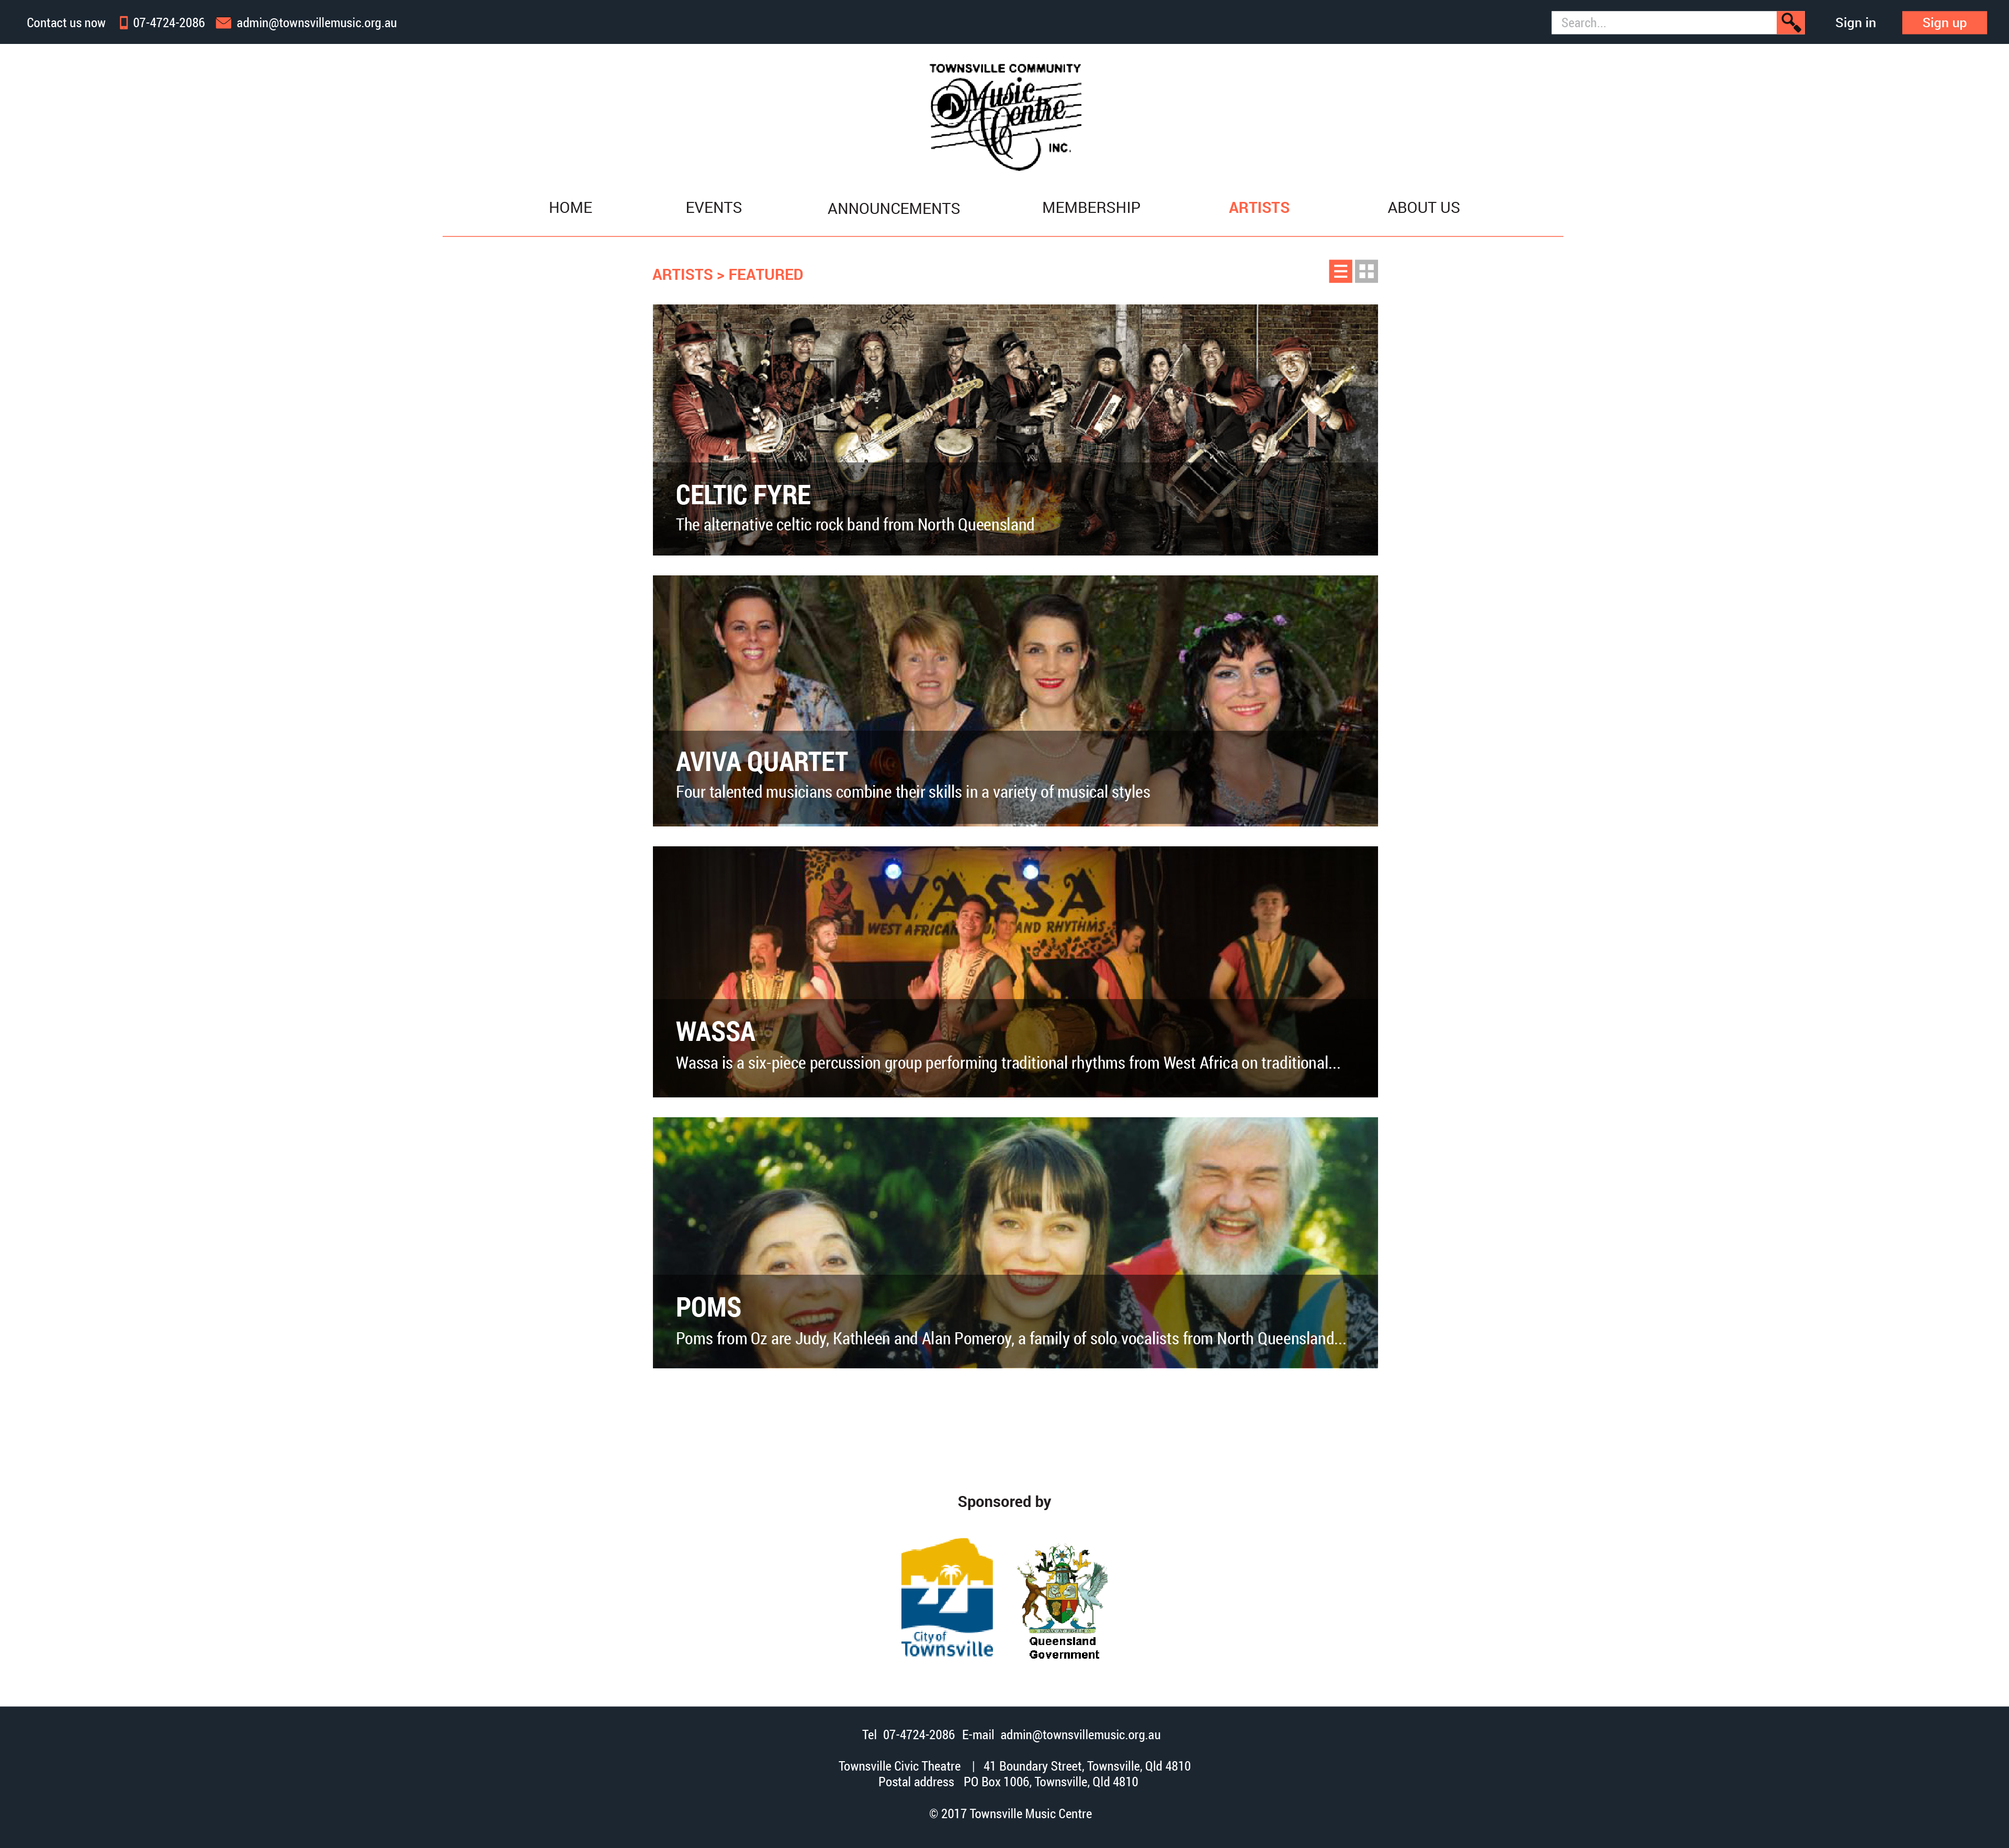 Contact us now 07-4724-2086 admin@townsvillemusic.org.au
Search...
Sign in
Sign up
TOWNSVILLE COMMUNITY
Music
Centre
INC.
HOME EVENTS ANNOUNCEMENTS MEMBERSHIP ARTISTS ABOUT US
ARTISTS > FEATURED
CELTIC FYRE
The alternative celtic rock band from North Queensland
AVIVA QUARTET
Four talented musicians combine their skills in a variety of musical styles
WASSA
WEST AFRICAN AND RHYTHMS
WASSA
Wassa is a six-piece percussion group performing traditional rhythms from West Africa on traditional...
POMS
Poms from Oz are Judy, Kathleen and Alan Pomeroy, a family of solo vocalists from North Queensland...
Sponsored by
City of
Townsville
Queensland
Government
Tel 07-4724-2086 E-mail admin@townsvillemusic.org.au
Townsville Civic Theatre | 41 Boundary Street, Townsville, Qld 4810
Postal address PO Box 1006, Townsville, Qld 4810
© 2017 Townsville Music Centre